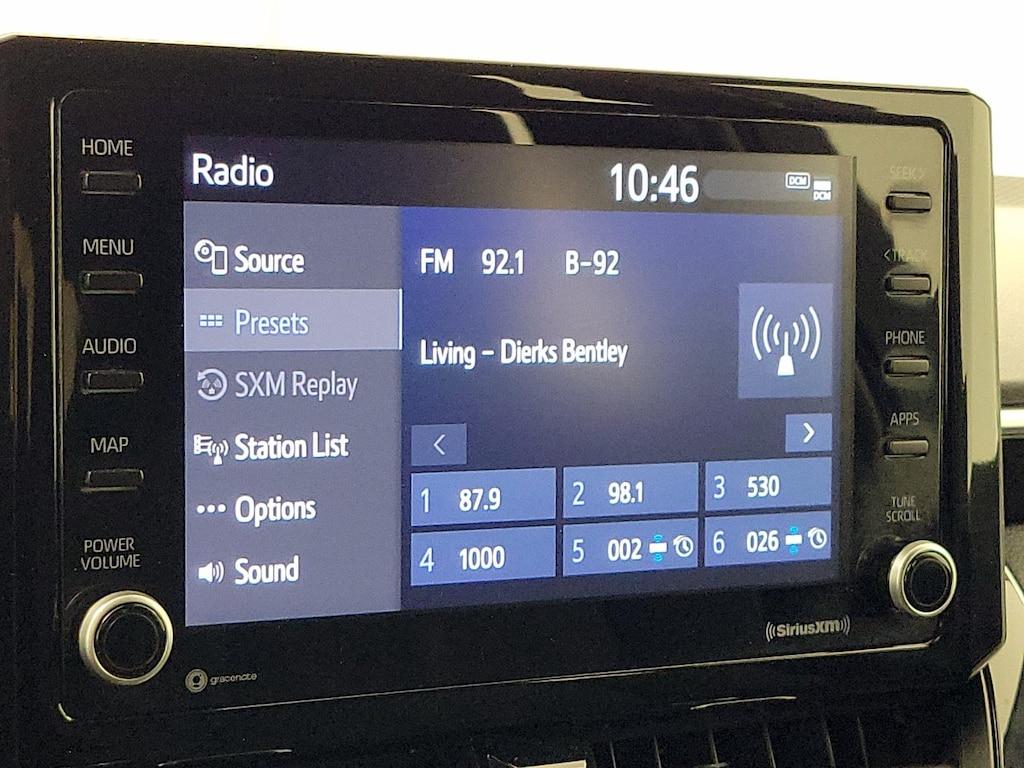 HOME
MENU
AUDIO
MAP
POWER
VOLUME
Radio
10:46
DCM
DCM
Source
Presets
SXM Replay
Station List
Options
Sound
FM 92.1 B-92
Living - Dierks Bentley
<
>
1 87.9
2 98.1
3 530
4 1000
5 002
6 026
SEEK>
<TRACK
PHONE
APPS
TUNE
SCROLL
gracenote
((SiriusXM))